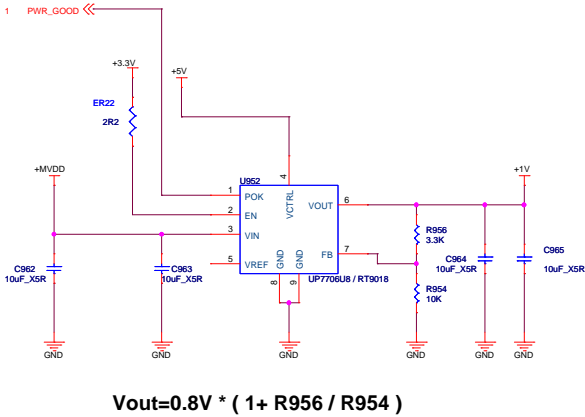 1 PWR_GOOD
+3.3V
+5V
ER22
2R2
+MVDD
U952
+1V
1 POK
4 VCTRL
VOUT 6
2 EN
3 VIN
R956
3.3K
C962
10uF_X5R
C963
10uF_X5R
5 VREF
GND
GND
FB 7
C964
10uF_X5R
C965
10uF_X5R
8 9
UP7706U8 / RT9018
R954
10K
GND
GND
GND
GND
GND
GND
Vout=0.8V * ( 1+ R956 / R954 )